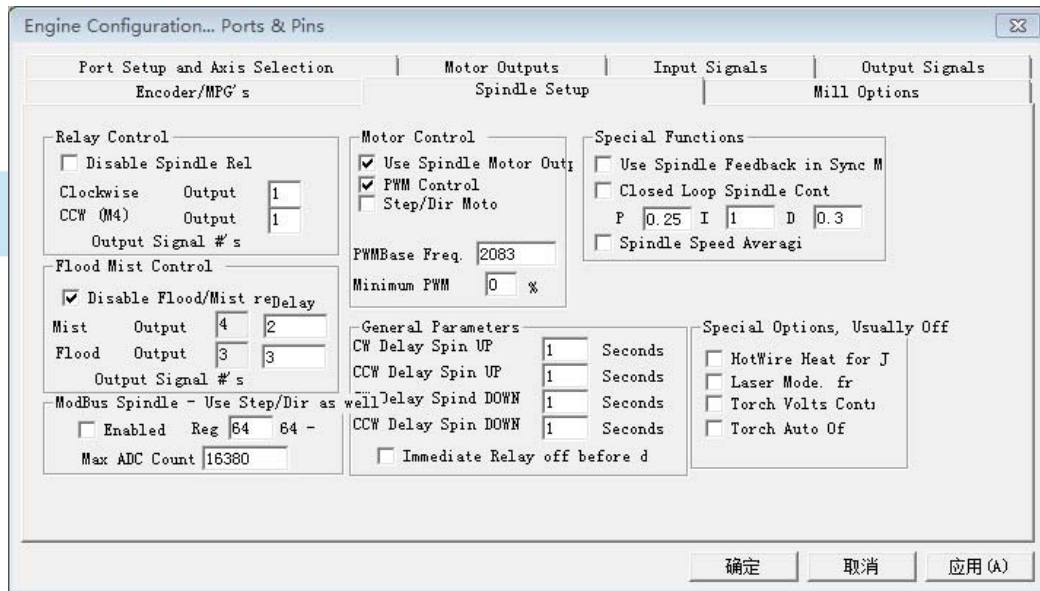 Engine Configuration... Ports & Pins
Port Setup and Axis Selection
Motor Outputs
Input Signals
Output Signals
Encoder/MPG's
Spindle Setup
Mill Options
Relay Control
Disable Spindle Rel
Clockwise Output 1
CCW (M4) Output 1
Output Signal #'s
Flood Mist Control
Disable Flood/Mist re
Delay
Mist Output 4 2
Flood Output 3 3
Output Signal #'s
ModBus Spindle - Use Step/Dir as well
Enabled Reg 64 64 -
Max ADC Count 16380
Motor Control
Use Spindle Motor Outp
PWM Control
Step/Dir Moto
PWMBase Freq. 2083
Minimum PWM 0 %
General Parameters
CW Delay Spin UP 1 Seconds
CCW Delay Spin UP 1 Seconds
Delay Spind DOWN 1 Seconds
CCW Delay Spin DOWN 1 Seconds
Immediate Relay off before d
Special Functions
Use Spindle Feedback in Sync M
Closed Loop Spindle Cont
P 0.25 I 1 D 0.3
Spindle Speed Averagi
Special Options, Usually Off
HotWire Heat for J
Laser Mode. fr
Torch Volts Cont
Torch Auto Of
确定
取消
应用(A)